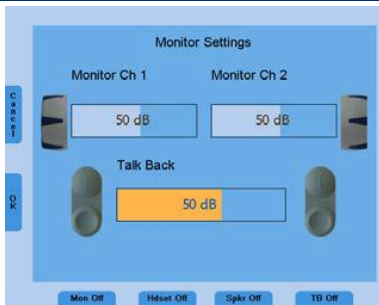 Monitor Settings
Monitor Ch 1 Monitor Ch 2
Cancel
50 dB 50 dB
Talk Back
OK
50 dB
Mon Off Hdset Off Spkr Off TB Off